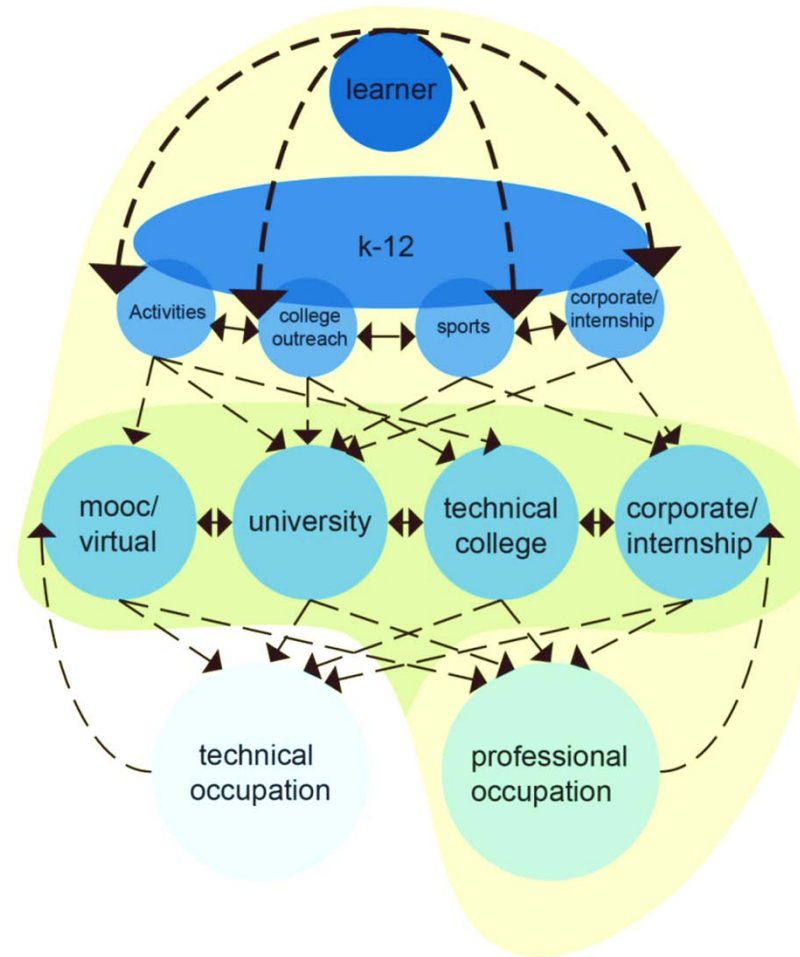 learner
k-12
Activities
college
outreach
sports
corporate/
internship
mooc/
virtual
university
technical
college
corporate/
internship
technical
occupation
professional
occupation